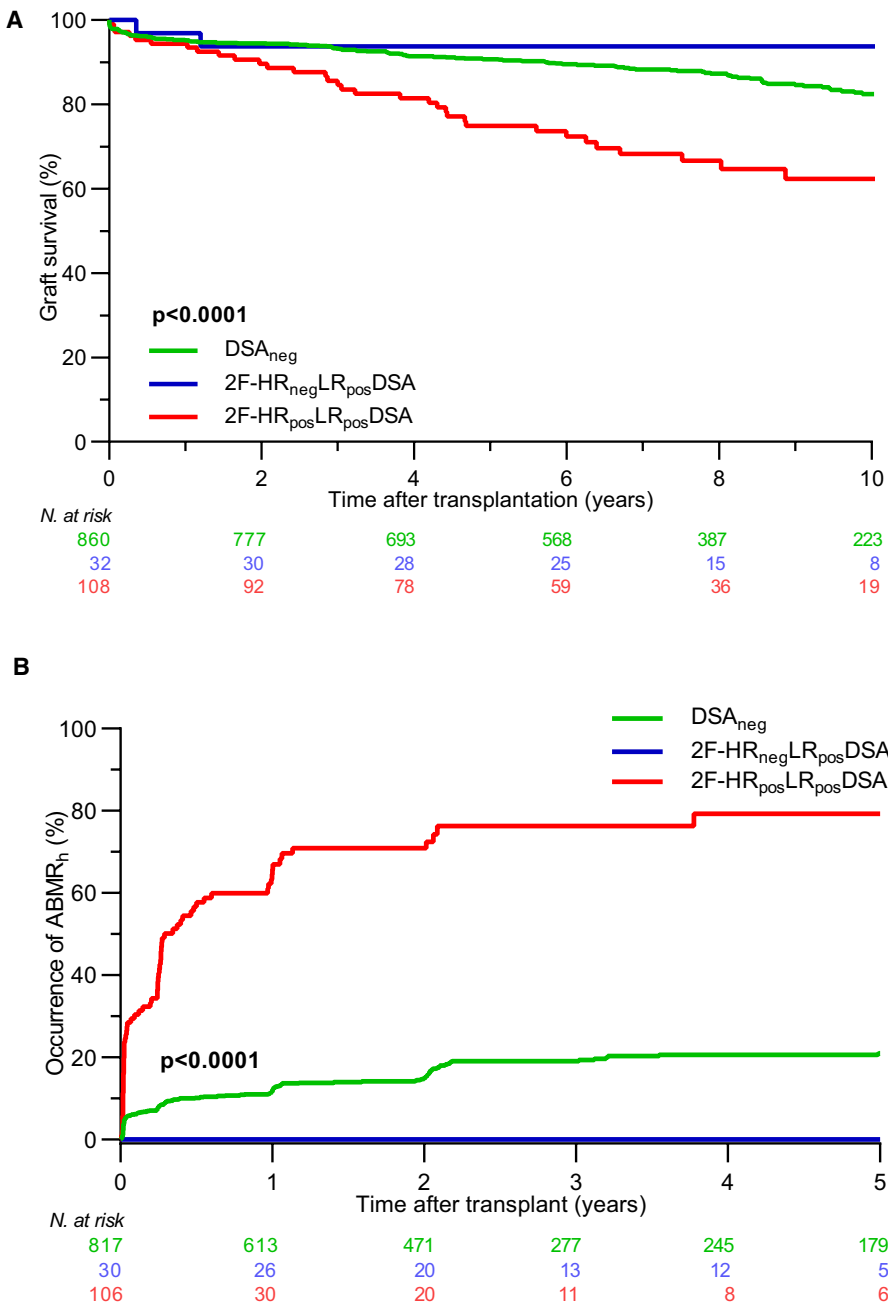 A
100
80
60
40
20
0
Graft survival (%)
p<0.0001
DSAneg
2F-HRnegLRposDSA
2F-HRposLRposDSA
0 2 4 6 8 10
Time after transplantation (years)
N. at risk
860 777 693 568 387 223
32 30 28 25 15 8
108 92 78 59 36 19
B
100
80
60
40
20
0
Occurrence of ABMRh (%)
DSAneg
2F-HRnegLRposDSA
2F-HRposLRposDSA
p<0.0001
0 1 2 3 4 5
Time after transplant (years)
N. at risk
817 613 471 277 245 179
30 26 20 13 12 5
106 30 20 11 8 6